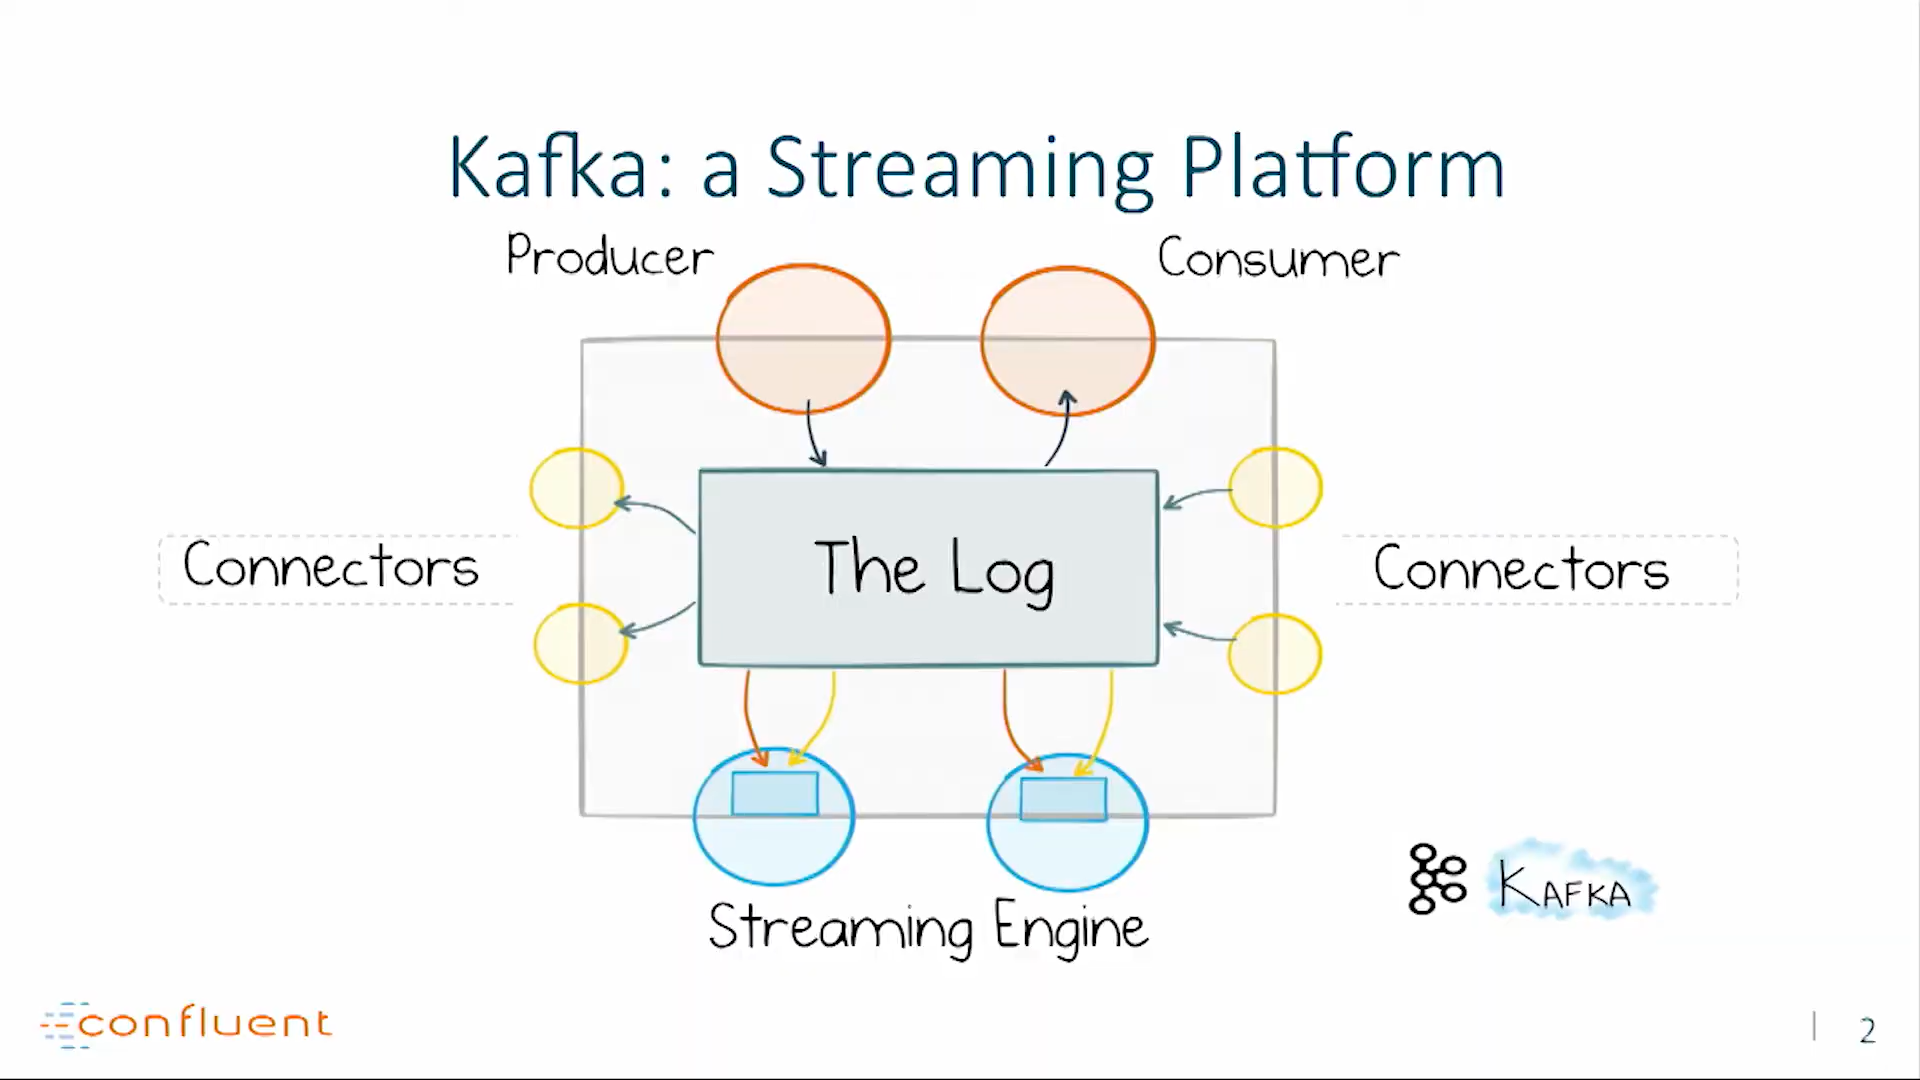 Kafka: a Streaming Platform
Producer
Consumer
Connectors
The Log
Connectors
Streaming Engine
KAFKA
confluent
2